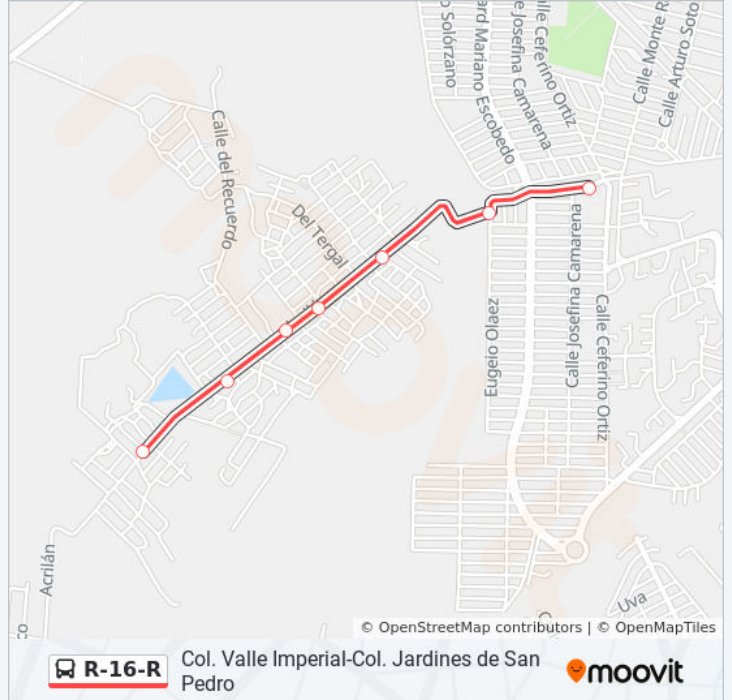 Solórzano
ard Mariano Escobedo
e Josefina Camarena
alle Ceferino Ortiz
Calle Monte R
Calle Arturo Soto
Calle del Recuerdo
Del Tergal
Calle Josefina Camarena
Eugeio Olaez
Calle Ceferino Ortiz
Acrilán
co
Uva
© OpenStreetMap contributors | © OpenMapTiles
R-16-R
Col. Valle Imperial-Col. Jardines de San
Pedro
moovit